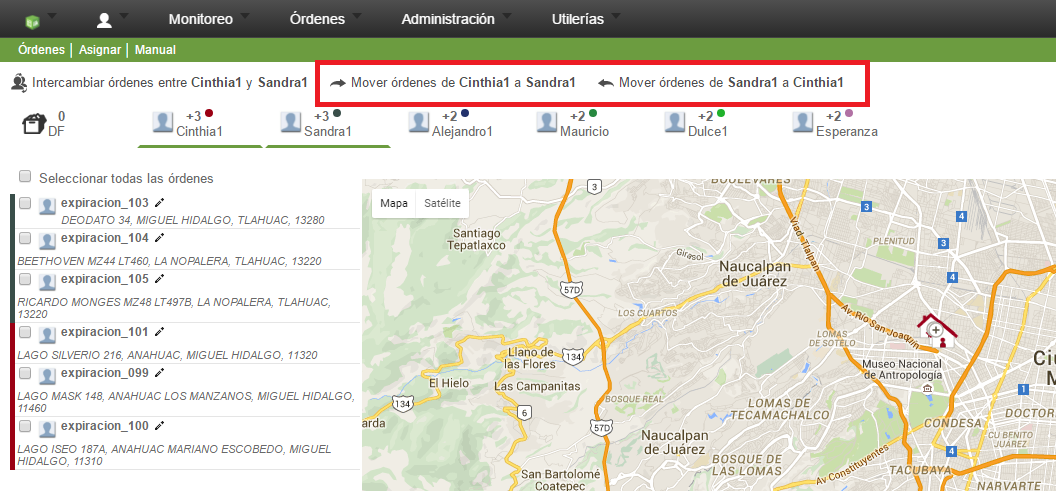 Monitoreo Órdenes Administración Utilerías
Órdenes Asignar Manual
Intercambiar órdenes entre Cinthia1 y Sandra1 Mover órdenes de Cinthia1 a Sandra1 Mover órdenes de Sandra1 a Cinthia1
0 +3 +3 +2 +2 +2 +2
DF Cinthia1 Sandra1 Alejandro1 Mauricio Dulce1 Esperanza
Seleccionar todas las órdenes
expiracion_103
DEODATO 34, MIGUEL HIDALGO, TLAHUAC, 13280
expiracion_104
BEETHOVEN MZ44 LT460, LA NOPALERA, TLAHUAC, 13220
expiracion_105
RICARDO MONGES MZ48 LT497B, LA NOPALERA, TLAHUAC,
13220
expiracion_101
LAGO SILVERIO 216, ANAHUAC, MIGUEL HIDALGO, 11320
expiracion_099
LAGO MASK 148, ANAHUAC LOS MANZANOS, MIGUEL HIDALGO,
11460
expiracion_100
LAGO ISEO 187A, ANAHUAC MARIANO ESCOBEDO, MIGUEL
HIDALGO, 11310
Mapa Satélite
BOULEVARES
3
3
4
Santiago
Tepatlaxco
Viad. Tlalpan
PLENITUD
3
4
Girasol
Naucalpan
de Juárez
4
57D
LOS CUARTOS
Av. Río San Joaquín
LOMAS
DE SOTELO
Llano de
las Flores
134
Museo Nacional
de Antropología
Ciu
M
El Hielo
Las Campanitas
1
134
BOSQUE REAL
LOMAS DE
TECAMACHALCO
6
arda
57D
DOCTOR
CONDESA
CU BENITO
JUÁREZ
Naucalpan
de Juárez
BOSQUE DE
LAS LOMAS
4
San Bartolomé
Coatepec
Av Constituyentes
TACUBAYA
NARVARTE